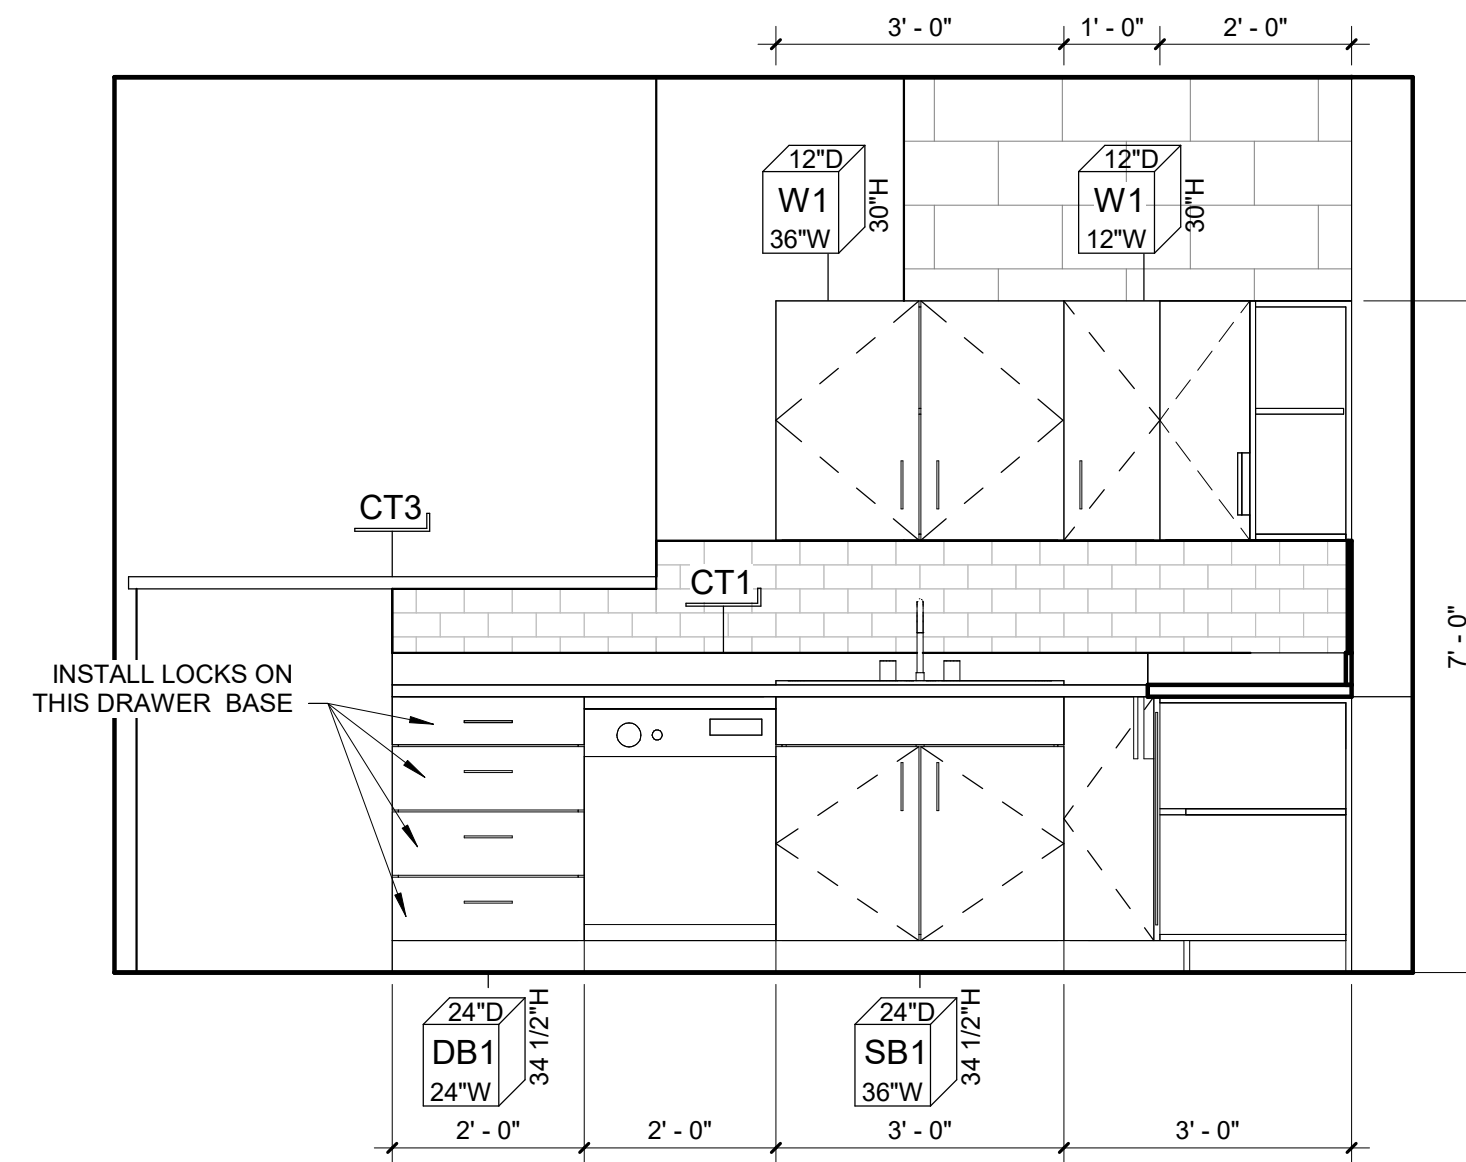 3' - 0"
1' - 0"
2' - 0"
12"D
W1
36"W
30"H
12"D
W1
12"W
30"H
CT3
CT1
INSTALL LOCKS ON
THIS DRAWER BASE
7' - 0"
24"D
DB1
24"W
34 1/2"H
24"D
SB1
36"W
34 1/2"H
2' - 0"
2' - 0"
3' - 0"
3' - 0"